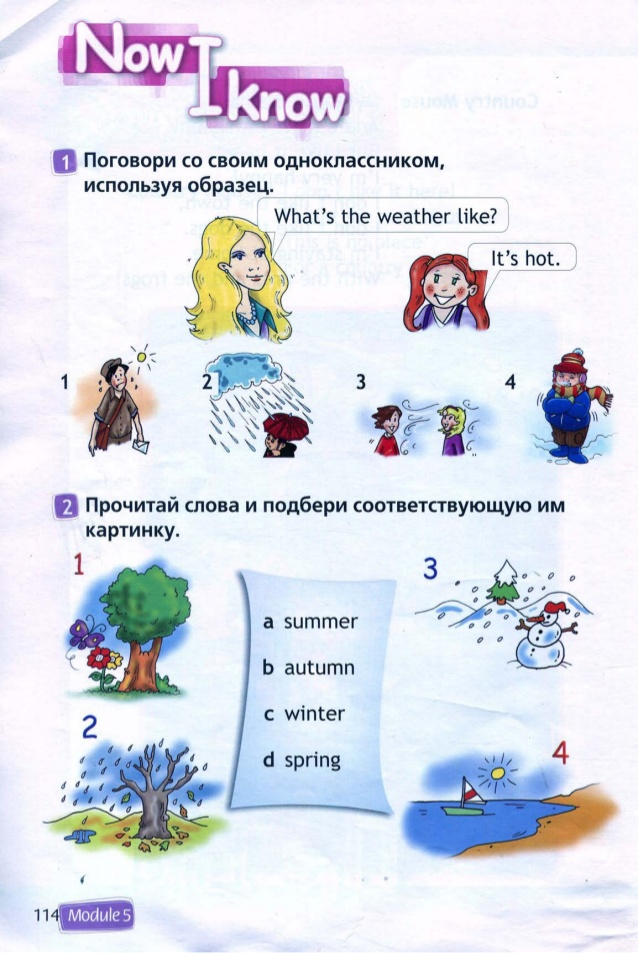 Now
I know
1 Поговори со своим одноклассником,
используя образец.
What's the weather like?
It's hot.
1
2
3
4
2 Прочитай слова и подбери соответствующую им
картинку.
1
3
a summer
b autumn
c winter
d spring
2
4
114 Module 5